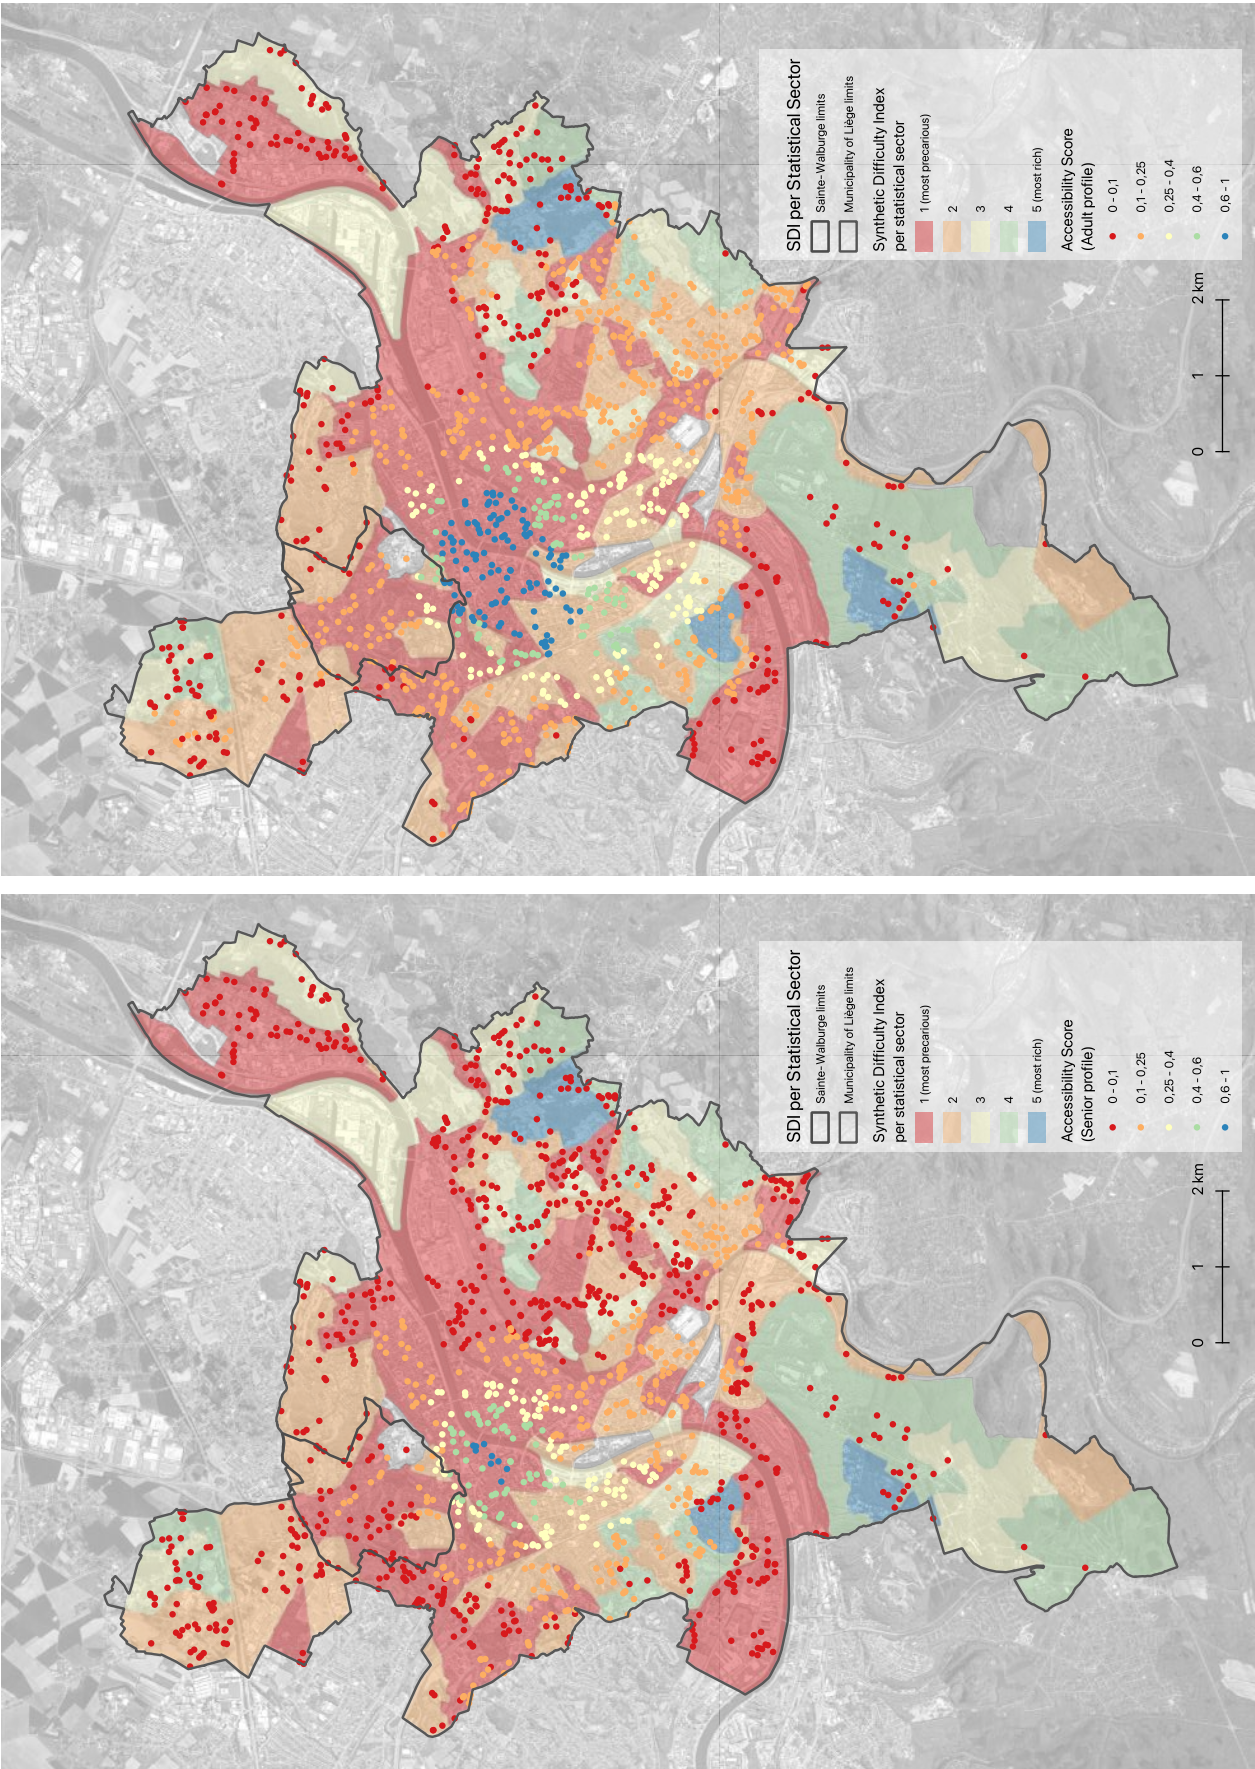 SDI per Statistical Sector
Sainte-Walburge limits
Municipality of Liège limits
Synthetic Difficulty Index
per statistical sector
1 (most precarious)
2
3
4
5 (most rich)
Accessibility Score
(Adult profile)
0 - 0,1
0,1 - 0,25
0,25 - 0,4
0,4 - 0,6
0,6 - 1
0
1
2 km
SDI per Statistical Sector
Sainte-Walburge limits
Municipality of Liège limits
Synthetic Difficulty Index
per statistical sector
1 (most precarious)
2
3
4
5 (most rich)
Accessibility Score
(Senior profile)
0 - 0,1
0,1 - 0,25
0,25 - 0,4
0,4 - 0,6
0,6 - 1
0
1
2 km